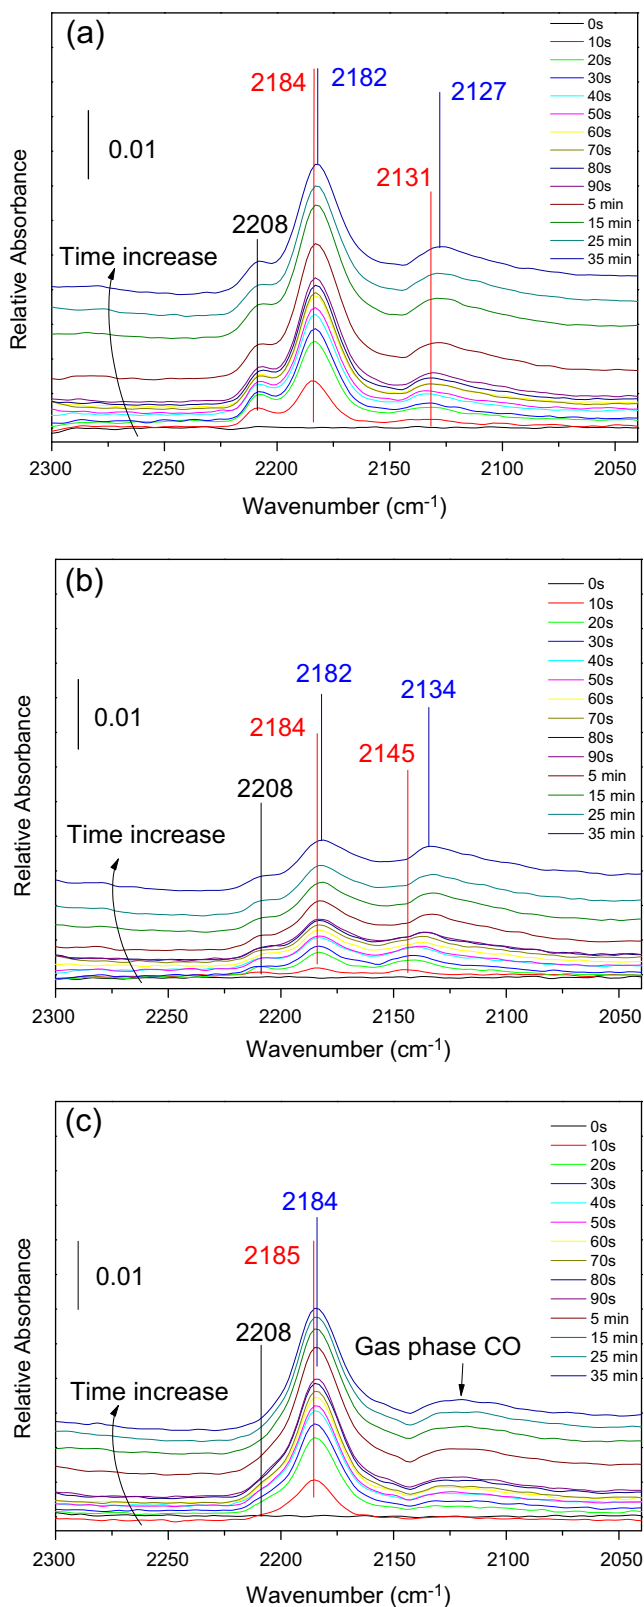 (a)
2184 2182 2127
0.01
2131
2208
Time increase
0s
10s
20s
30s
40s
50s
60s
70s
80s
90s
5 min
15 min
25 min
35 min
Relative Absorbance
2300 2250 2200 2150 2100 2050
Wavenumber (cm-1)
(b)
2182 2134
0.01
2184 2145
2208
Time increase
0s
10s
20s
30s
40s
50s
60s
70s
80s
90s
5 min
15 min
25 min
35 min
Relative Absorbance
2300 2250 2200 2150 2100 2050
Wavenumber (cm-1)
(c)
2184
2185
0.01
2208
Gas phase CO
Time increase
0s
10s
20s
30s
40s
50s
60s
70s
80s
90s
5 min
15 min
25 min
35 min
Relative Absorbance
2300 2250 2200 2150 2100 2050
Wavenumber (cm-1)